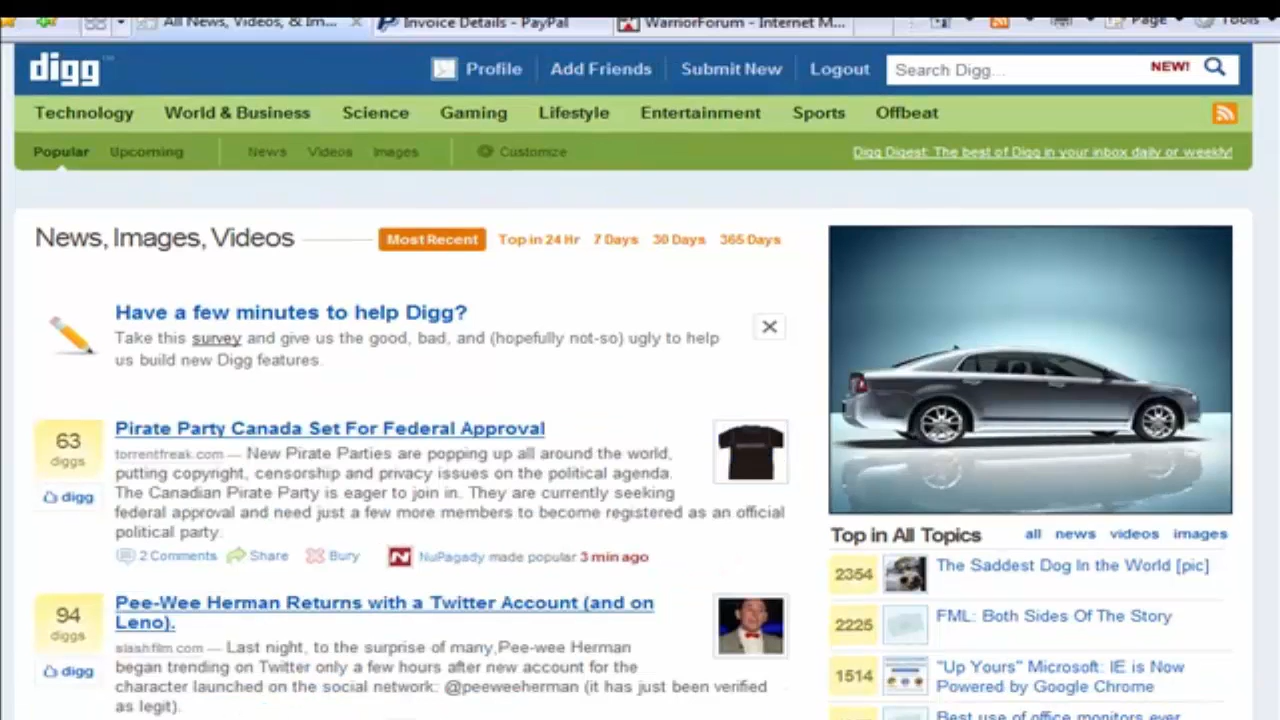 All News, Videos, & Im...
Invoice Details - PayPal
WarriorForum - Internet M...
Page
Tools
digg
Profile
Add Friends
Submit New
Logout
Search Digg...
NEW!
Technology
World & Business
Science
Gaming
Lifestyle
Entertainment
Sports
Offbeat
Popular
Upcoming
News
Videos
Images
Customize
Digg Digest: The best of Digg in your inbox daily or weekly!
News, Images, Videos
Most Recent
Top in 24 Hr
7 Days
30 Days
365 Days
Have a few minutes to help Digg?
Take this survey and give us the good, bad, and (hopefully not-so) ugly to help
us build new Digg features.
63
diggs
digg
Pirate Party Canada Set For Federal Approval
torrentfreak.com — New Pirate Parties are popping up all around the world,
putting copyright, censorship and privacy issues on the political agenda.
The Canadian Pirate Party is eager to join in. They are currently seeking
federal approval and need just a few more members to become registered as an official
political party.
2 Comments
Share
Bury
NuPagady made popular 3 min ago
94
diggs
digg
Pee-Wee Herman Returns with a Twitter Account (and on
Leno).
slashfilm.com — Last night, to the surprise of many,Pee-wee Herman
began trending on Twitter only a few hours after new account for the
character launched on the social network: @peeweeherman (it has just been verified
as legit).
Top in All Topics
all
news
videos
images
2354
The Saddest Dog In the World [pic]
2225
FML: Both Sides Of The Story
1514
"Up Yours" Microsoft: IE is Now
Powered by Google Chrome
Best use of office monitors ever